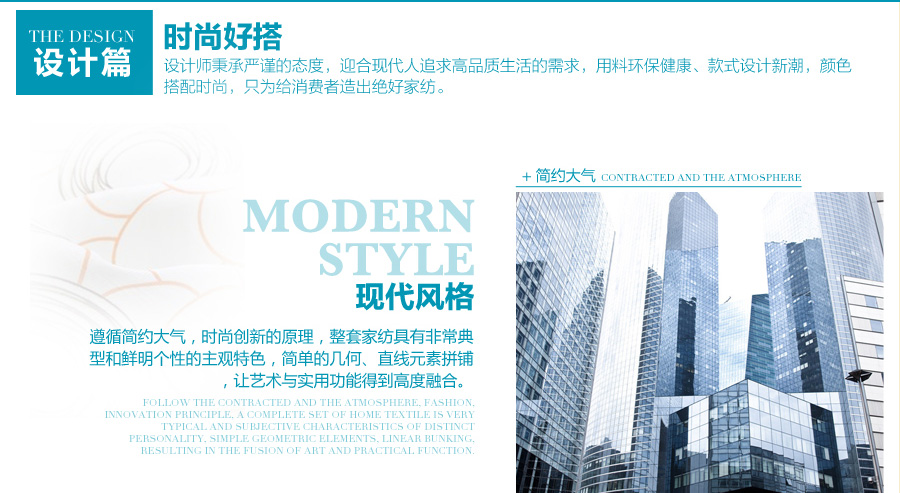 THE DESIGN
设计篇
时尚好搭
设计师秉承严谨的态度，迎合现代人追求高品质生活的需求，用料环保健康、款式设计新潮，颜色
搭配时尚，只为给消费者造出绝好家纺。
MODERN
STYLE
现代风格
遵循简约大气，时尚创新的原理，整套家纺具有非常典
型和鲜明个性的主观特色，简单的几何、直线元素拼铺
，让艺术与实用功能得到高度融合。
FOLLOW THE CONTRACTED AND THE ATMOSPHERE, FASHION,
INNOVATION PRINCIPLE, A COMPLETE SET OF HOME TEXTILE IS VERY
TYPICAL AND SUBJECTIVE CHARACTERISTICS OF DISTINCT
PERSONALITY, SIMPLE GEOMETRIC ELEMENTS, LINEAR BUNKING,
RESULTING IN THE FUSION OF ART AND PRACTICAL FUNCTION.
+ 简约大气 CONTRACTED AND THE ATMOSPHERE